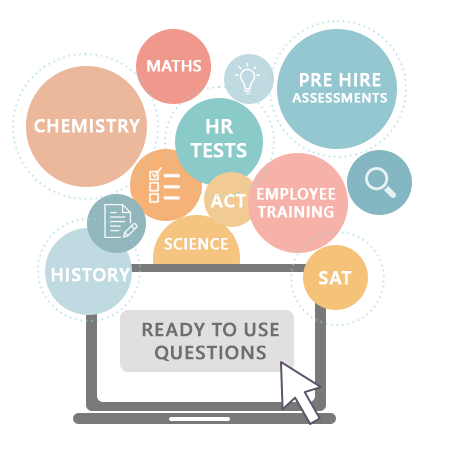 MATHS
PRE HIRE
ASSESSMENTS
CHEMISTRY
HR
TESTS
ACT
EMPLOYEE
TRAINING
SCIENCE
HISTORY
SAT
READY TO USE
QUESTIONS